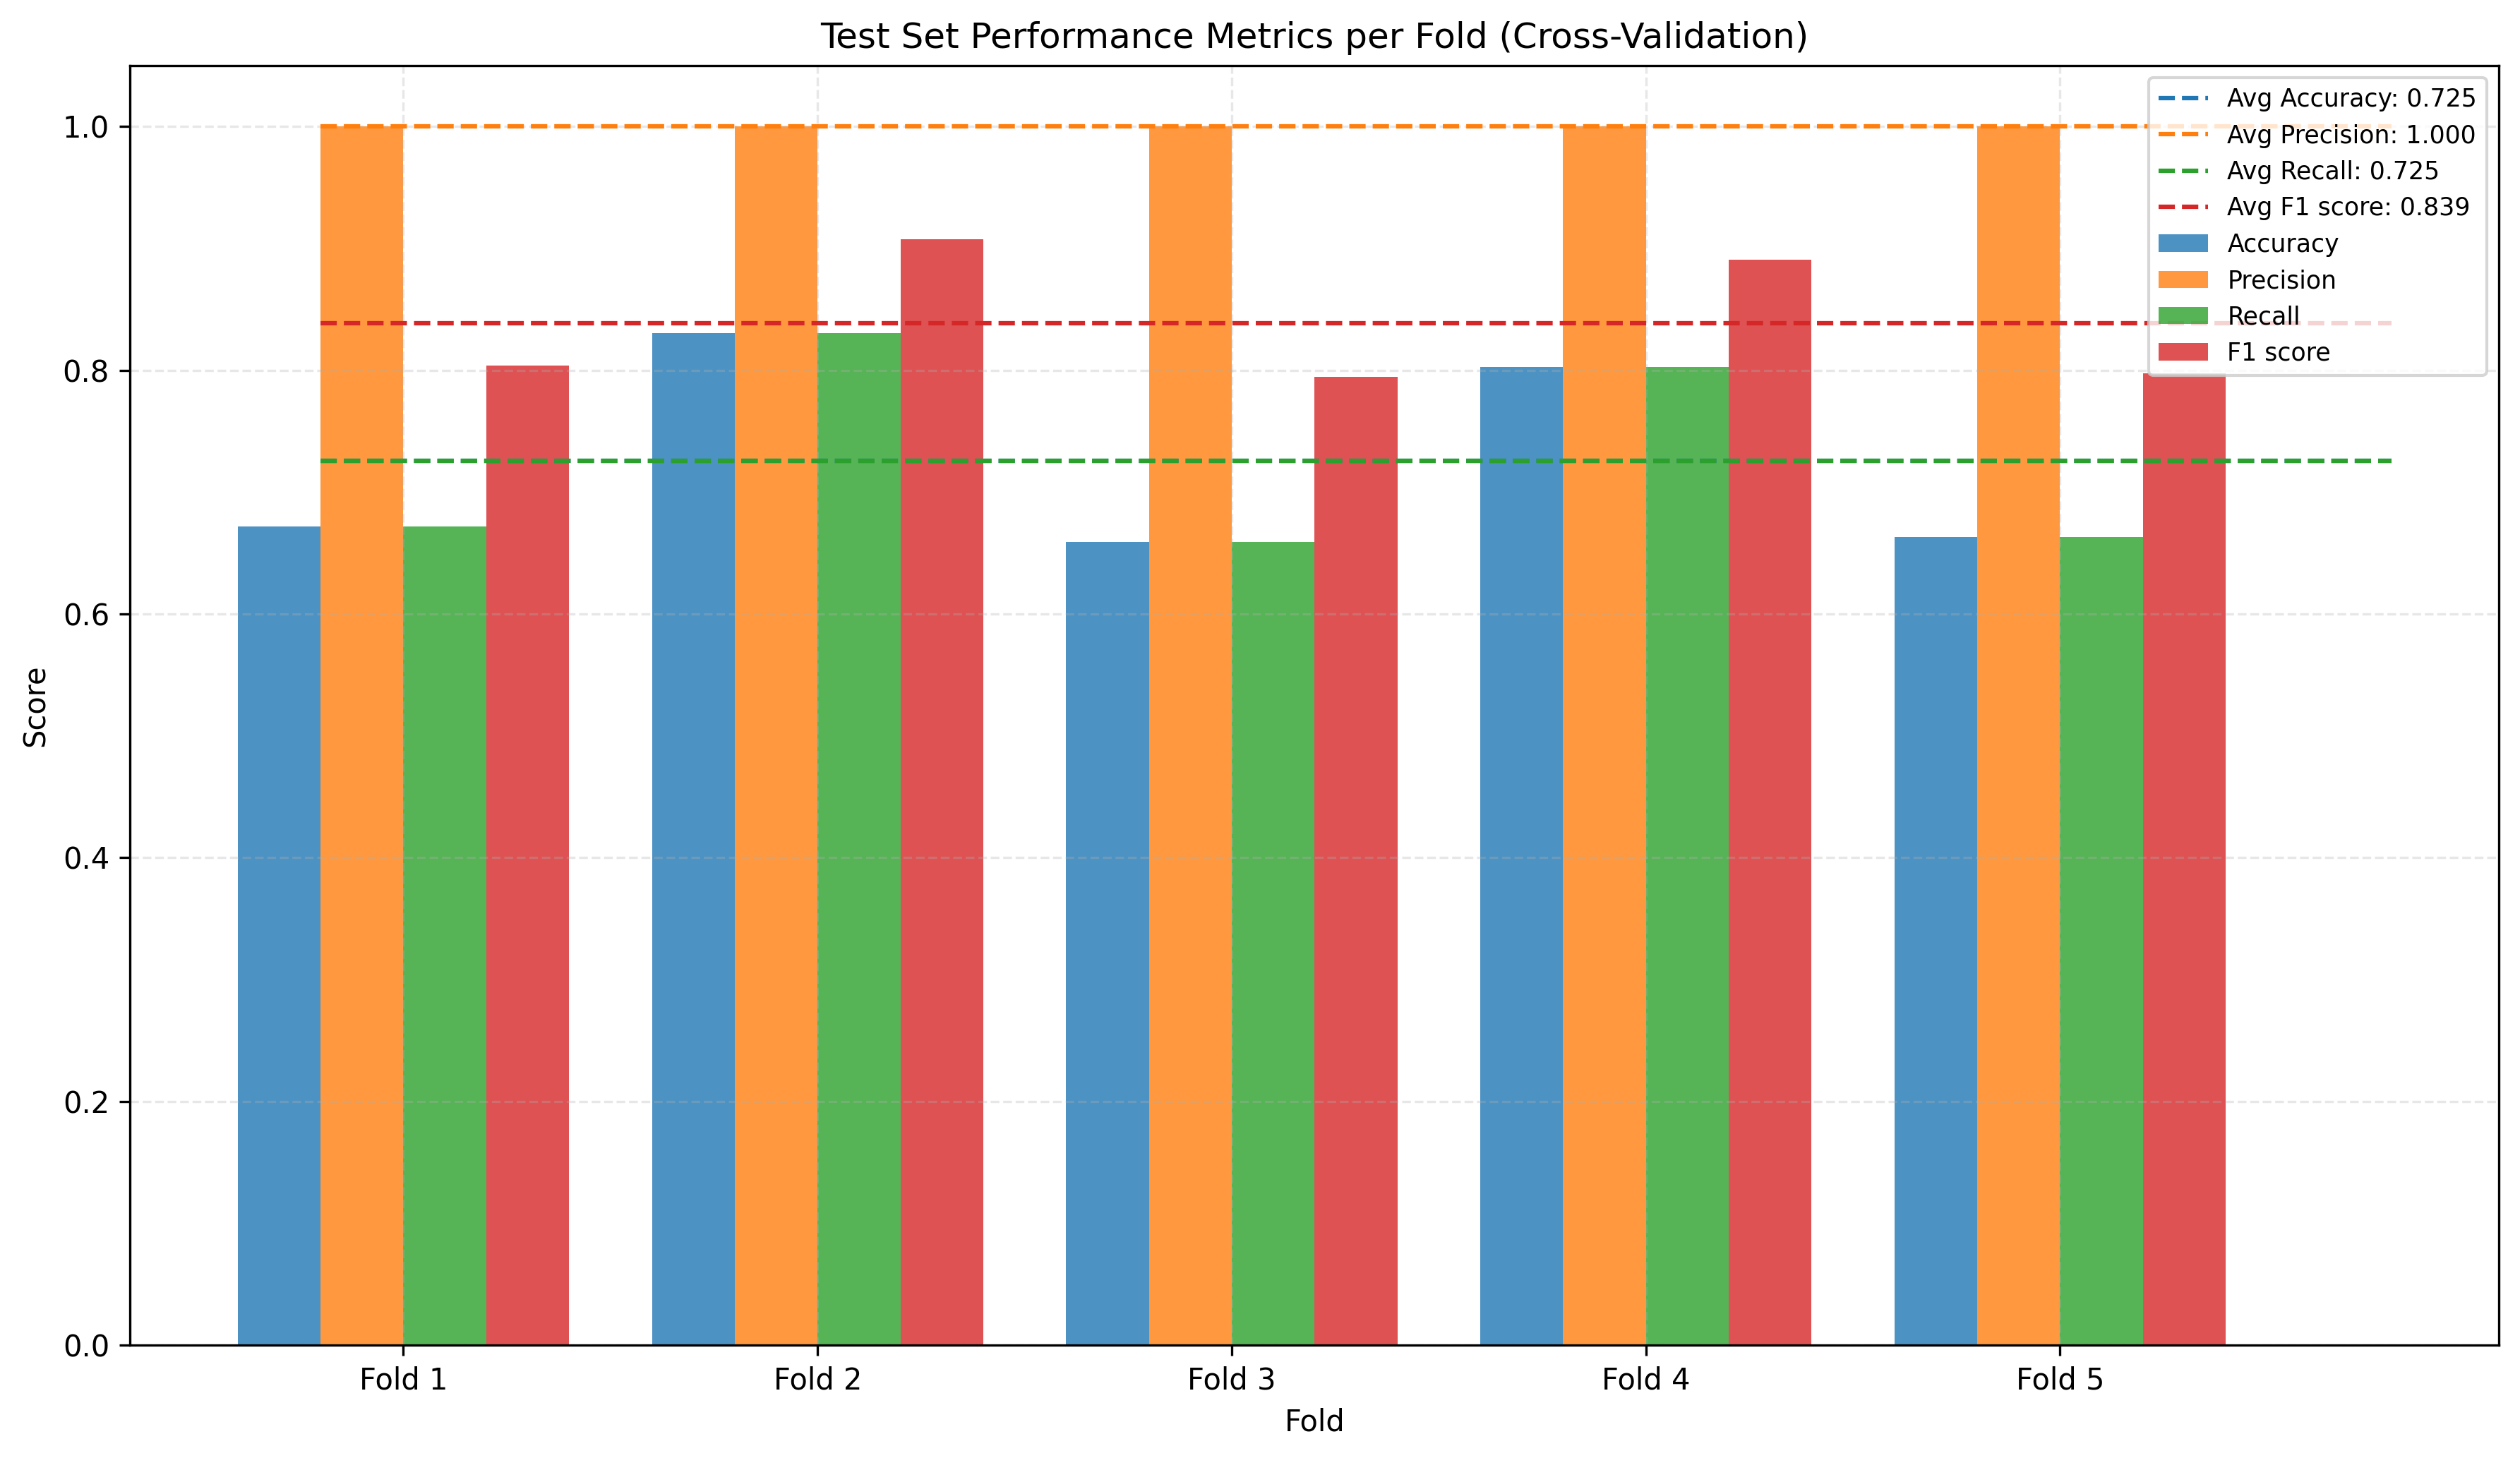 Test Set Performance Metrics per Fold (Cross-Validation)
Avg Accuracy: 0.725
Avg Precision: 1.000
Avg Recall: 0.725
Avg F1 score: 0.839
Accuracy
Precision
Recall
F1 score
1.0
0.8
0.6
0.4
0.2
0.0
Score
Fold 1
Fold 2
Fold 3
Fold 4
Fold 5
Fold